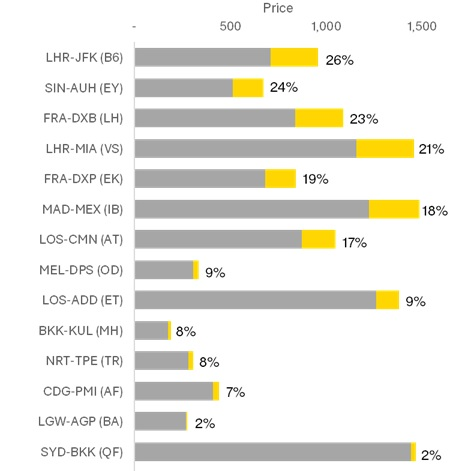 Price
- 500 1,000 1,500
LHR-JFK (B6) 26%
SIN-AUH (EY) 24%
FRA-DXB (LH) 23%
LHR-MIA (VS) 21%
FRA-DXP (EK) 19%
MAD-MEX (IB) 18%
LOS-CMN (AT) 17%
MEL-DPS (OD) 9%
LOS-ADD (ET) 9%
BKK-KUL (MH) 8%
NRT-TPE (TR) 8%
CDG-PMI (AF) 7%
LGW-AGP (BA) 2%
SYD-BKK (QF) 2%